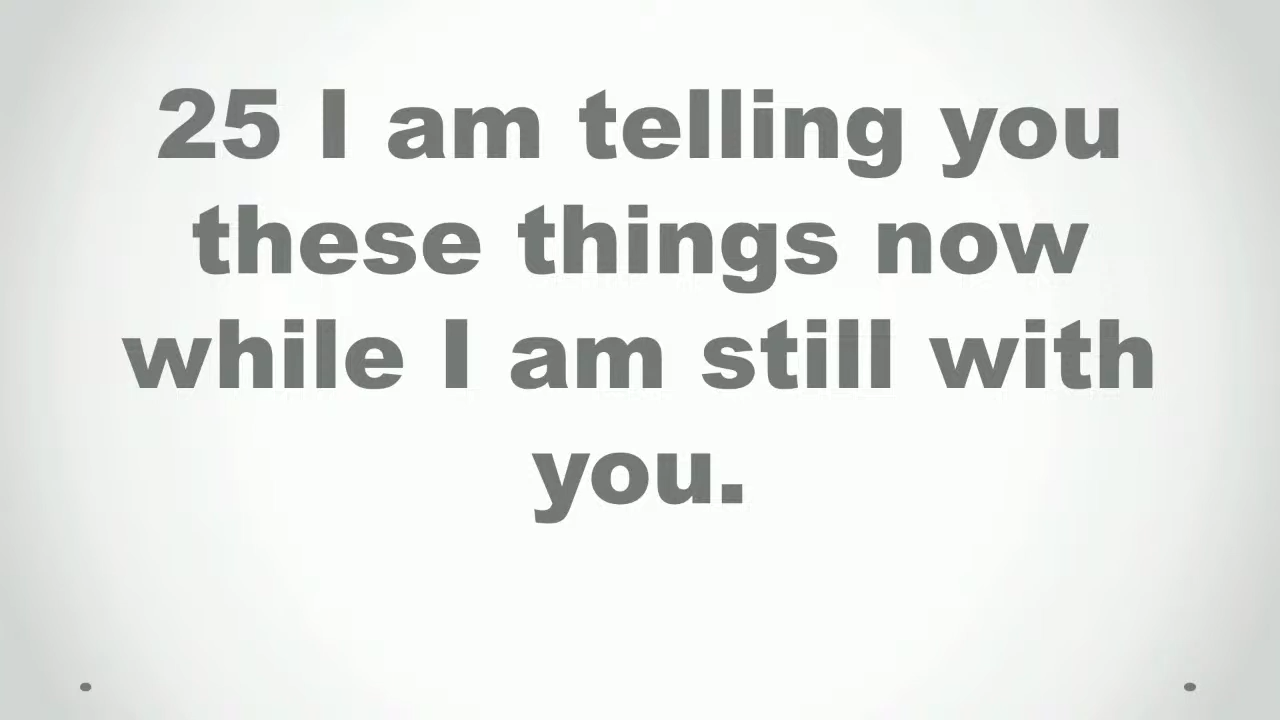 25 I am telling you
these things now
while I am still with
you.